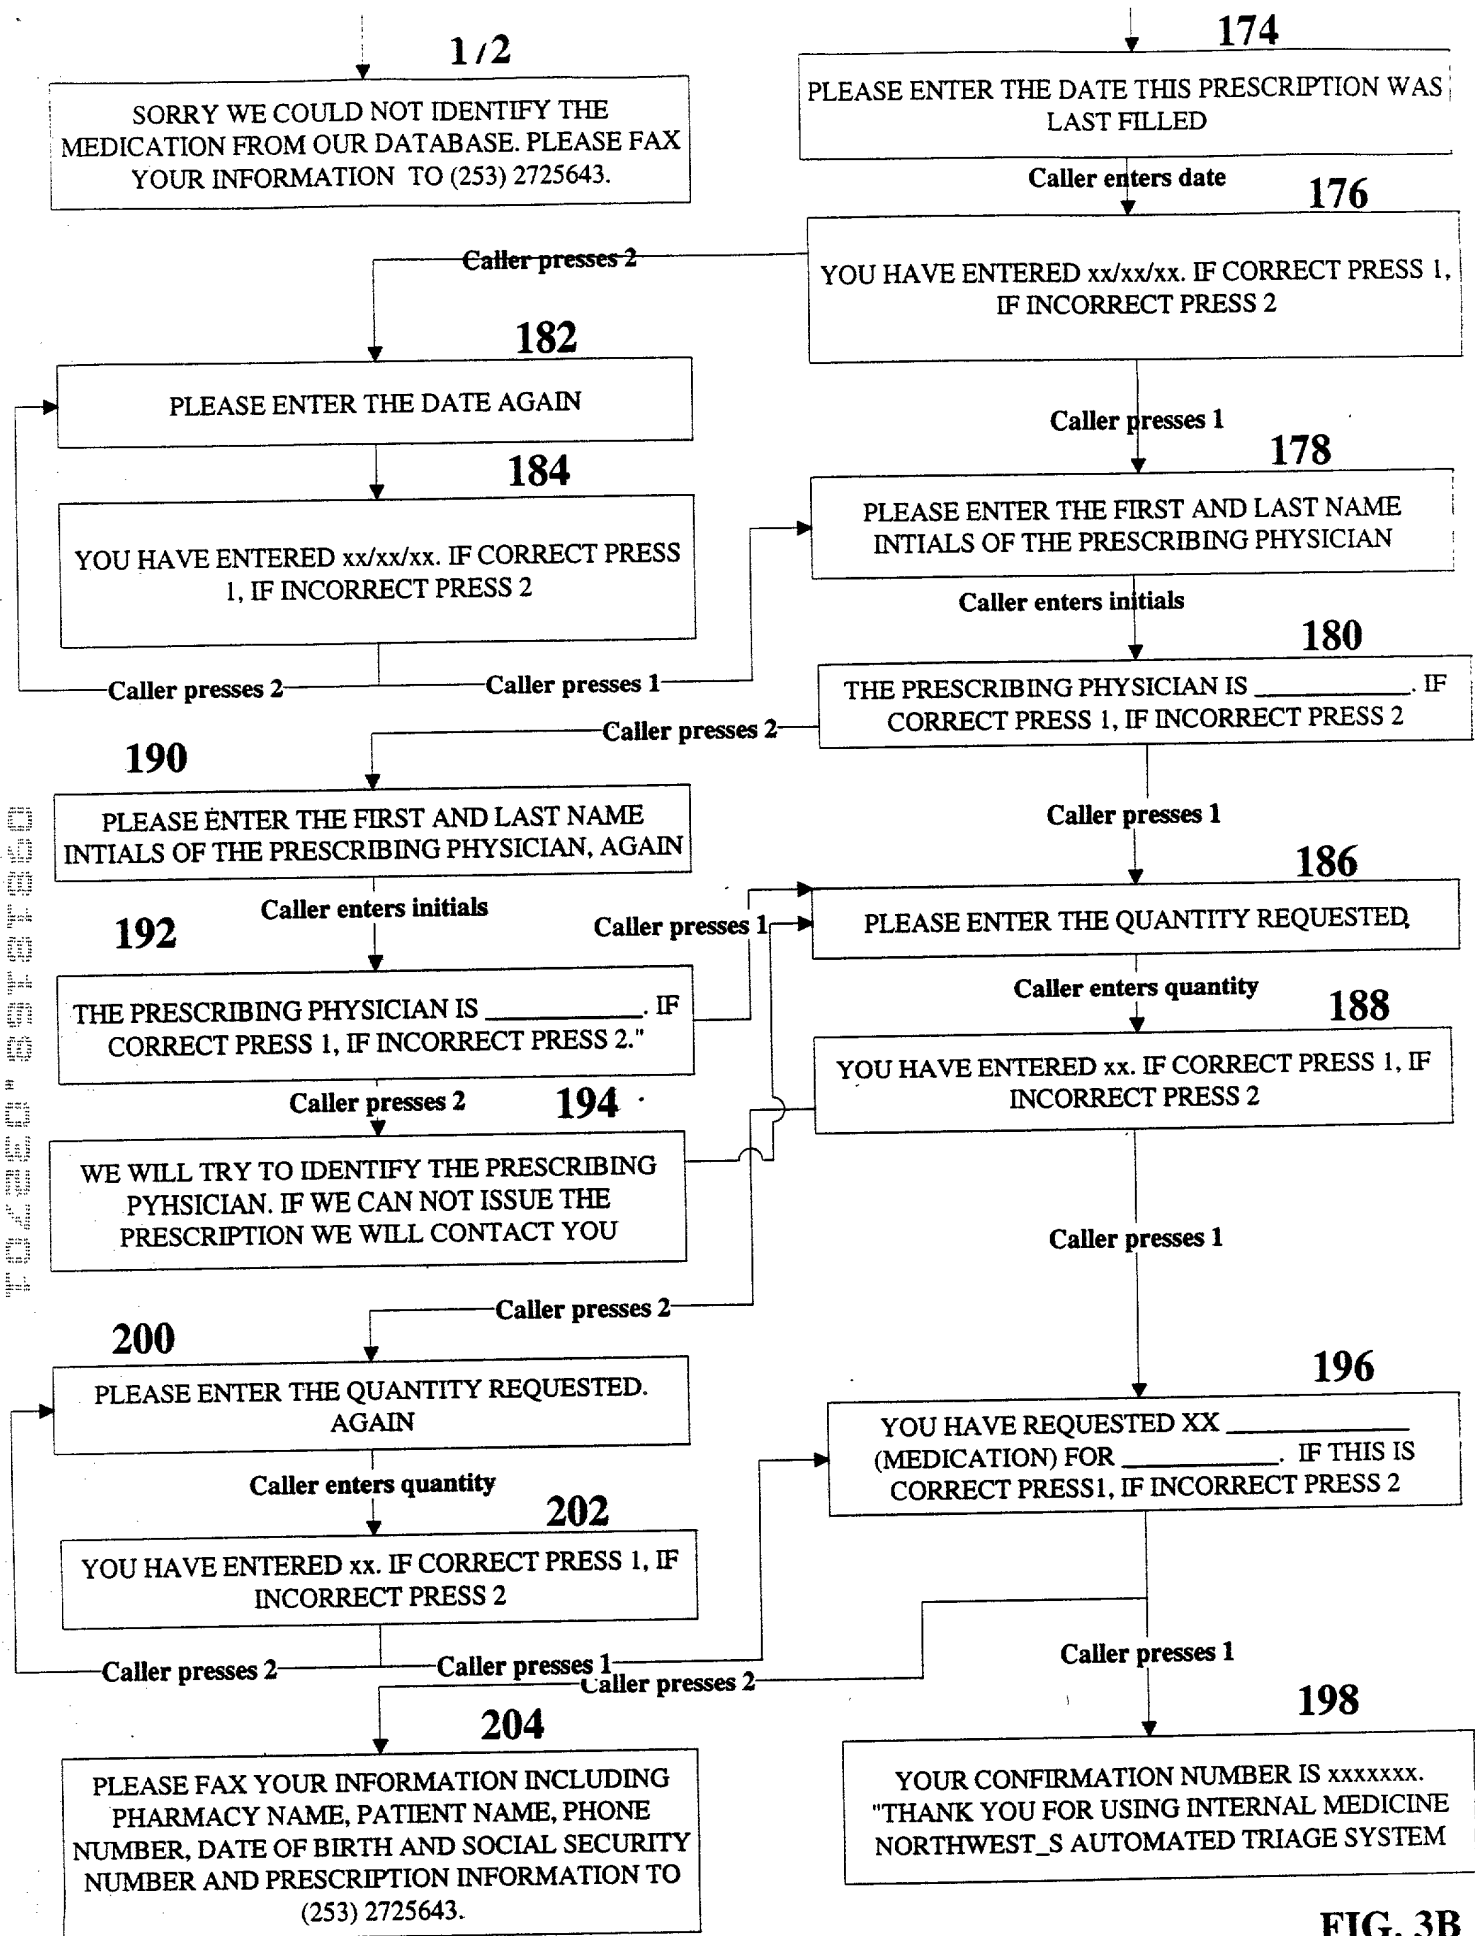 1/2
SORRY WE COULD NOT IDENTIFY THE
MEDICATION FROM OUR DATABASE. PLEASE FAX
YOUR INFORMATION TO (253) 2725643.
174
PLEASE ENTER THE DATE THIS PRESCRIPTION WAS
LAST FILLED
Caller enters date
176
YOU HAVE ENTERED xx/xx/xx. IF CORRECT PRESS 1,
IF INCORRECT PRESS 2
Caller presses 2
182
PLEASE ENTER THE DATE AGAIN
184
YOU HAVE ENTERED xx/xx/xx. IF CORRECT PRESS
1, IF INCORRECT PRESS 2
Caller presses 2
Caller presses 1
Caller presses 1
178
PLEASE ENTER THE FIRST AND LAST NAME
INTIALS OF THE PRESCRIBING PHYSICIAN
Caller enters initials
180
THE PRESCRIBING PHYSICIAN IS ____________. IF
CORRECT PRESS 1, IF INCORRECT PRESS 2
Caller presses 2
190
PLEASE ENTER THE FIRST AND LAST NAME
INTIALS OF THE PRESCRIBING PHYSICIAN, AGAIN
Caller enters initials
192
THE PRESCRIBING PHYSICIAN IS ____________. IF
CORRECT PRESS 1, IF INCORRECT PRESS 2."
Caller presses 1
Caller presses 2
194
WE WILL TRY TO IDENTIFY THE PRESCRIBING
PYHSICIAN. IF WE CAN NOT ISSUE THE
PRESCRIPTION WE WILL CONTACT YOU
Caller presses 1
186
PLEASE ENTER THE QUANTITY REQUESTED,
Caller enters quantity
188
YOU HAVE ENTERED xx. IF CORRECT PRESS 1, IF
INCORRECT PRESS 2
Caller presses 1
Caller presses 2
200
PLEASE ENTER THE QUANTITY REQUESTED.
AGAIN
Caller enters quantity
202
YOU HAVE ENTERED xx. IF CORRECT PRESS 1, IF
INCORRECT PRESS 2
Caller presses 2
Caller presses 1
196
YOU HAVE REQUESTED XX ______________
(MEDICATION) FOR ____________. IF THIS IS
CORRECT PRESS1, IF INCORRECT PRESS 2
Caller presses 2
Caller presses 1
204
PLEASE FAX YOUR INFORMATION INCLUDING
PHARMACY NAME, PATIENT NAME, PHONE
NUMBER, DATE OF BIRTH AND SOCIAL SECURITY
NUMBER AND PRESCRIPTION INFORMATION TO
(253) 2725643.
198
YOUR CONFIRMATION NUMBER IS xxxxxxx.
"THANK YOU FOR USING INTERNAL MEDICINE
NORTHWEST_S AUTOMATED TRIAGE SYSTEM
FIG. 3B